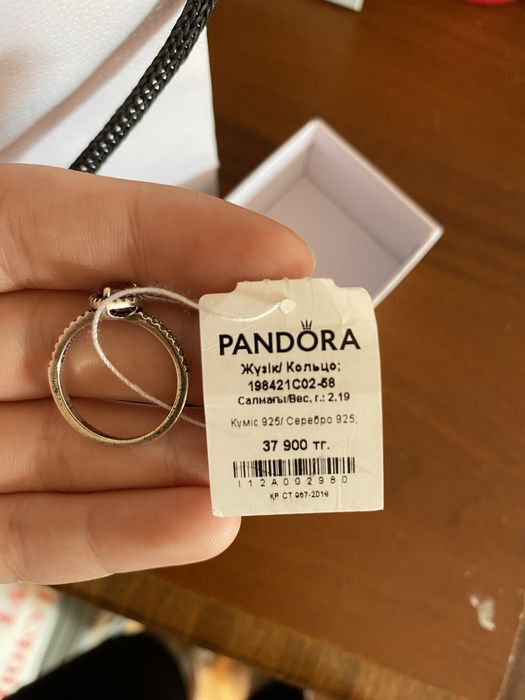 PANDORA
Жүзік/ Кольцо;
198421C02-58
Салмағы/Вес, г.: 2,19
Күміс 925/ Серебро 925;
37 900 тг.
I12A002980
ҚР СТ 987-2016